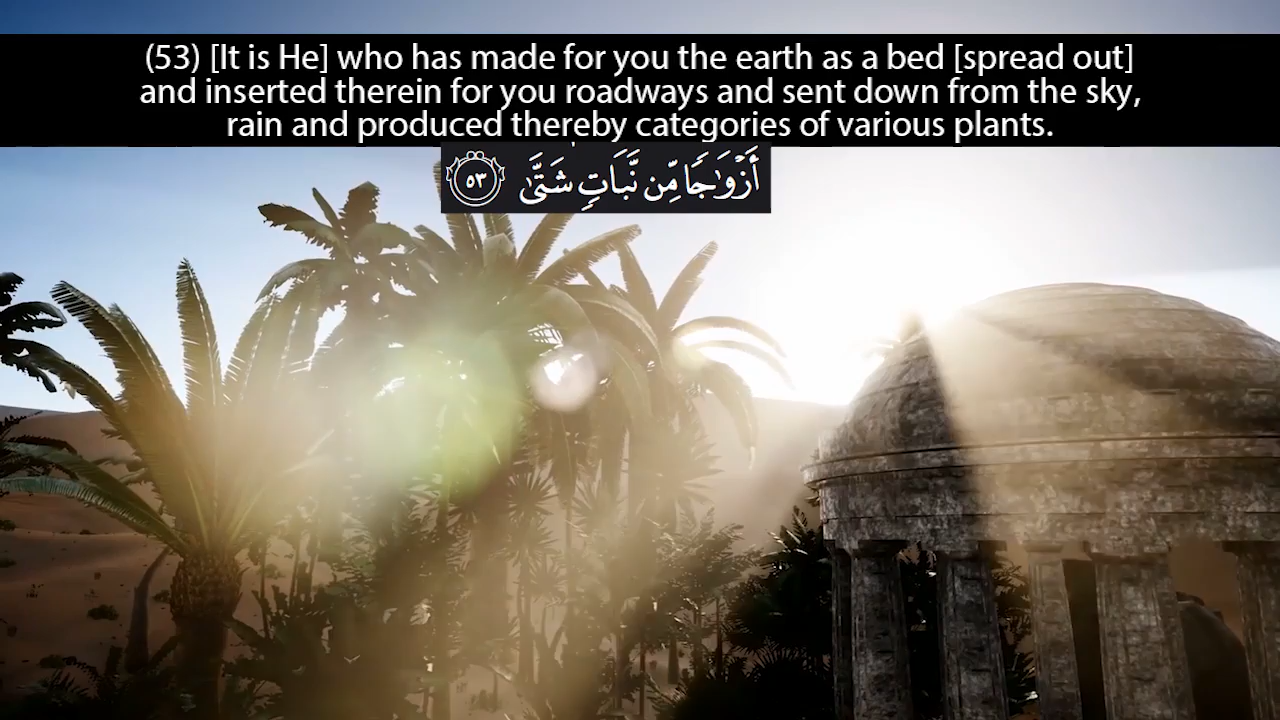 (53) [It is He] who has made for you the earth as a bed [spread out]
and inserted therein for you roadways and sent down from the sky,
rain and produced thereby categories of various plants.
أَزْوَٰجًا مِّن نَّبَاتٍ شَتَّىٰ ٥٣